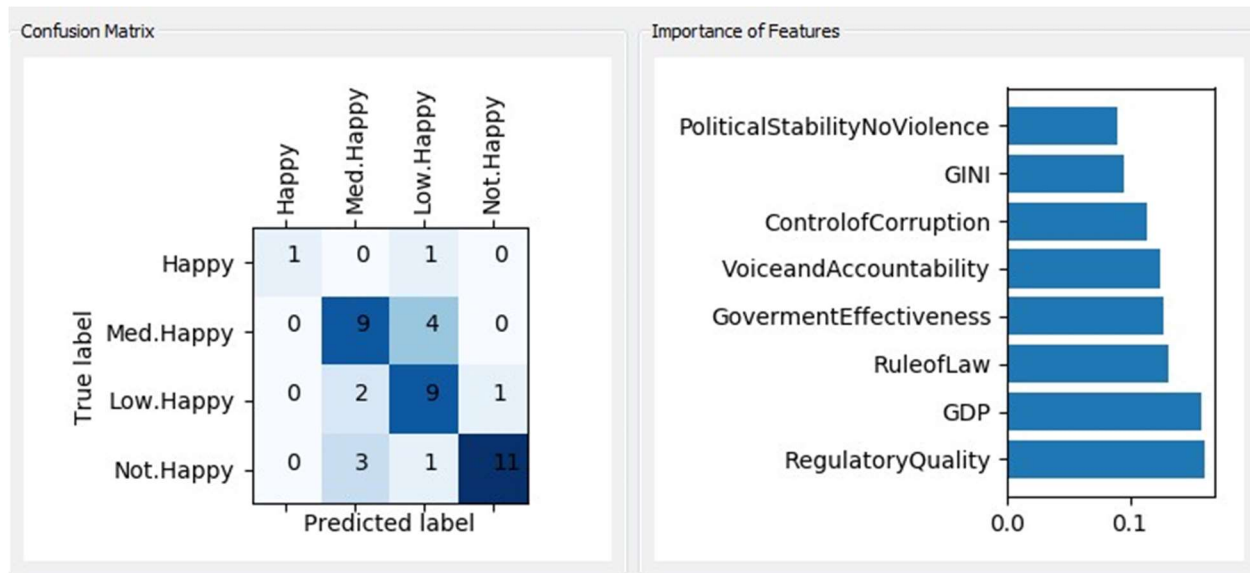 Confusion Matrix
Happy
Med.Happy
Low.Happy
Not.Happy
True label
Happy 1 0 1 0
Med.Happy 0 9 4 0
Low.Happy 0 2 9 1
Not.Happy 0 3 1 11
Predicted label
Importance of Features
PoliticalStabilityNoViolence
GINI
ControlofCorruption
VoiceandAccountability
GovermentEffectiveness
RuleofLaw
GDP
RegulatoryQuality
0.0 0.1